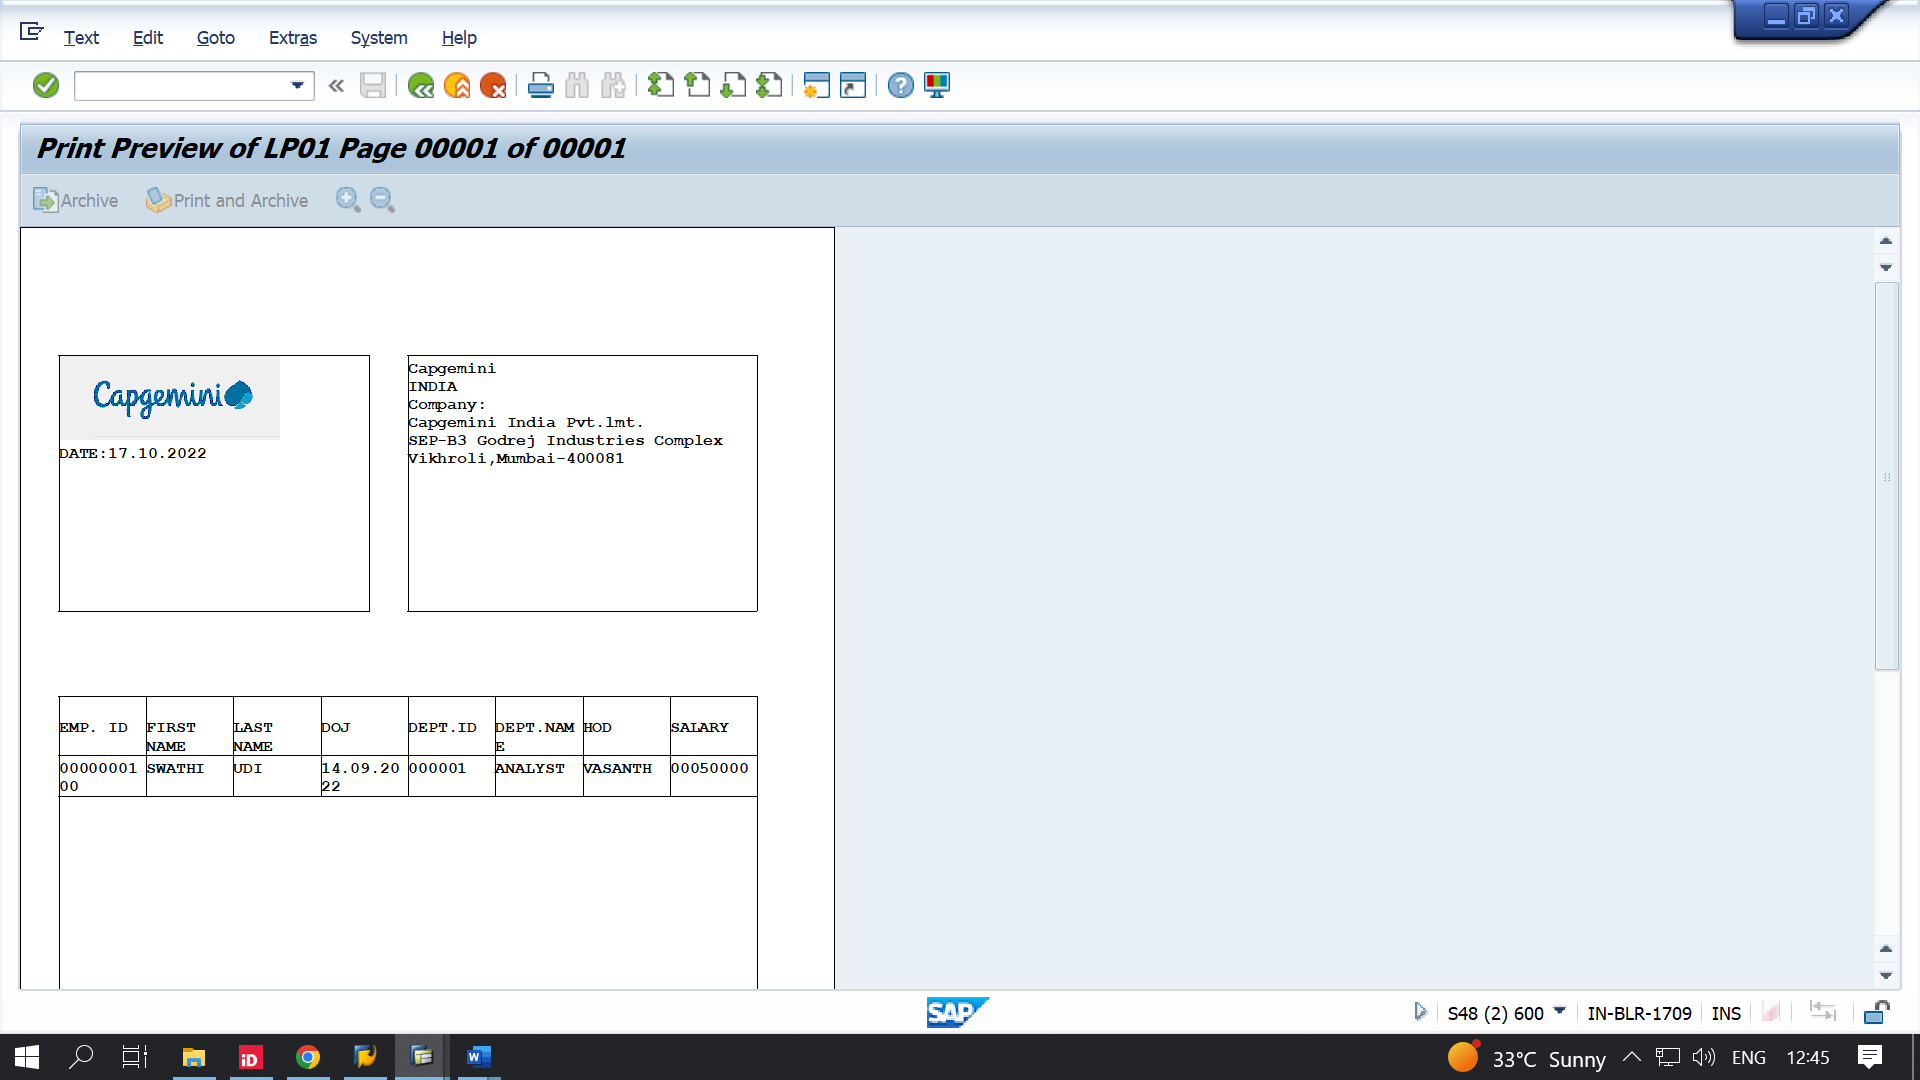 Text Edit Goto Extras System Help
Print Preview of LP01 Page 00001 of 00001
Archive Print and Archive
Capgemini
DATE:17.10.2022
Capgemini
INDIA
Company:
Capgemini India Pvt.lmt.
SEP-B3 Godrej Industries Complex
Vikhroli,Mumbai-400081
EMP. ID FIRST LAST DOJ DEPT.ID DEPT.NAM HOD SALARY
NAME NAME E
00000001 SWATHI UDI 14.09.20 000001 ANALYST VASANTH 00050000
00 22
SAP
S48 (2) 600 IN-BLR-1709 INS
iD W 33°C Sunny ENG 12:45